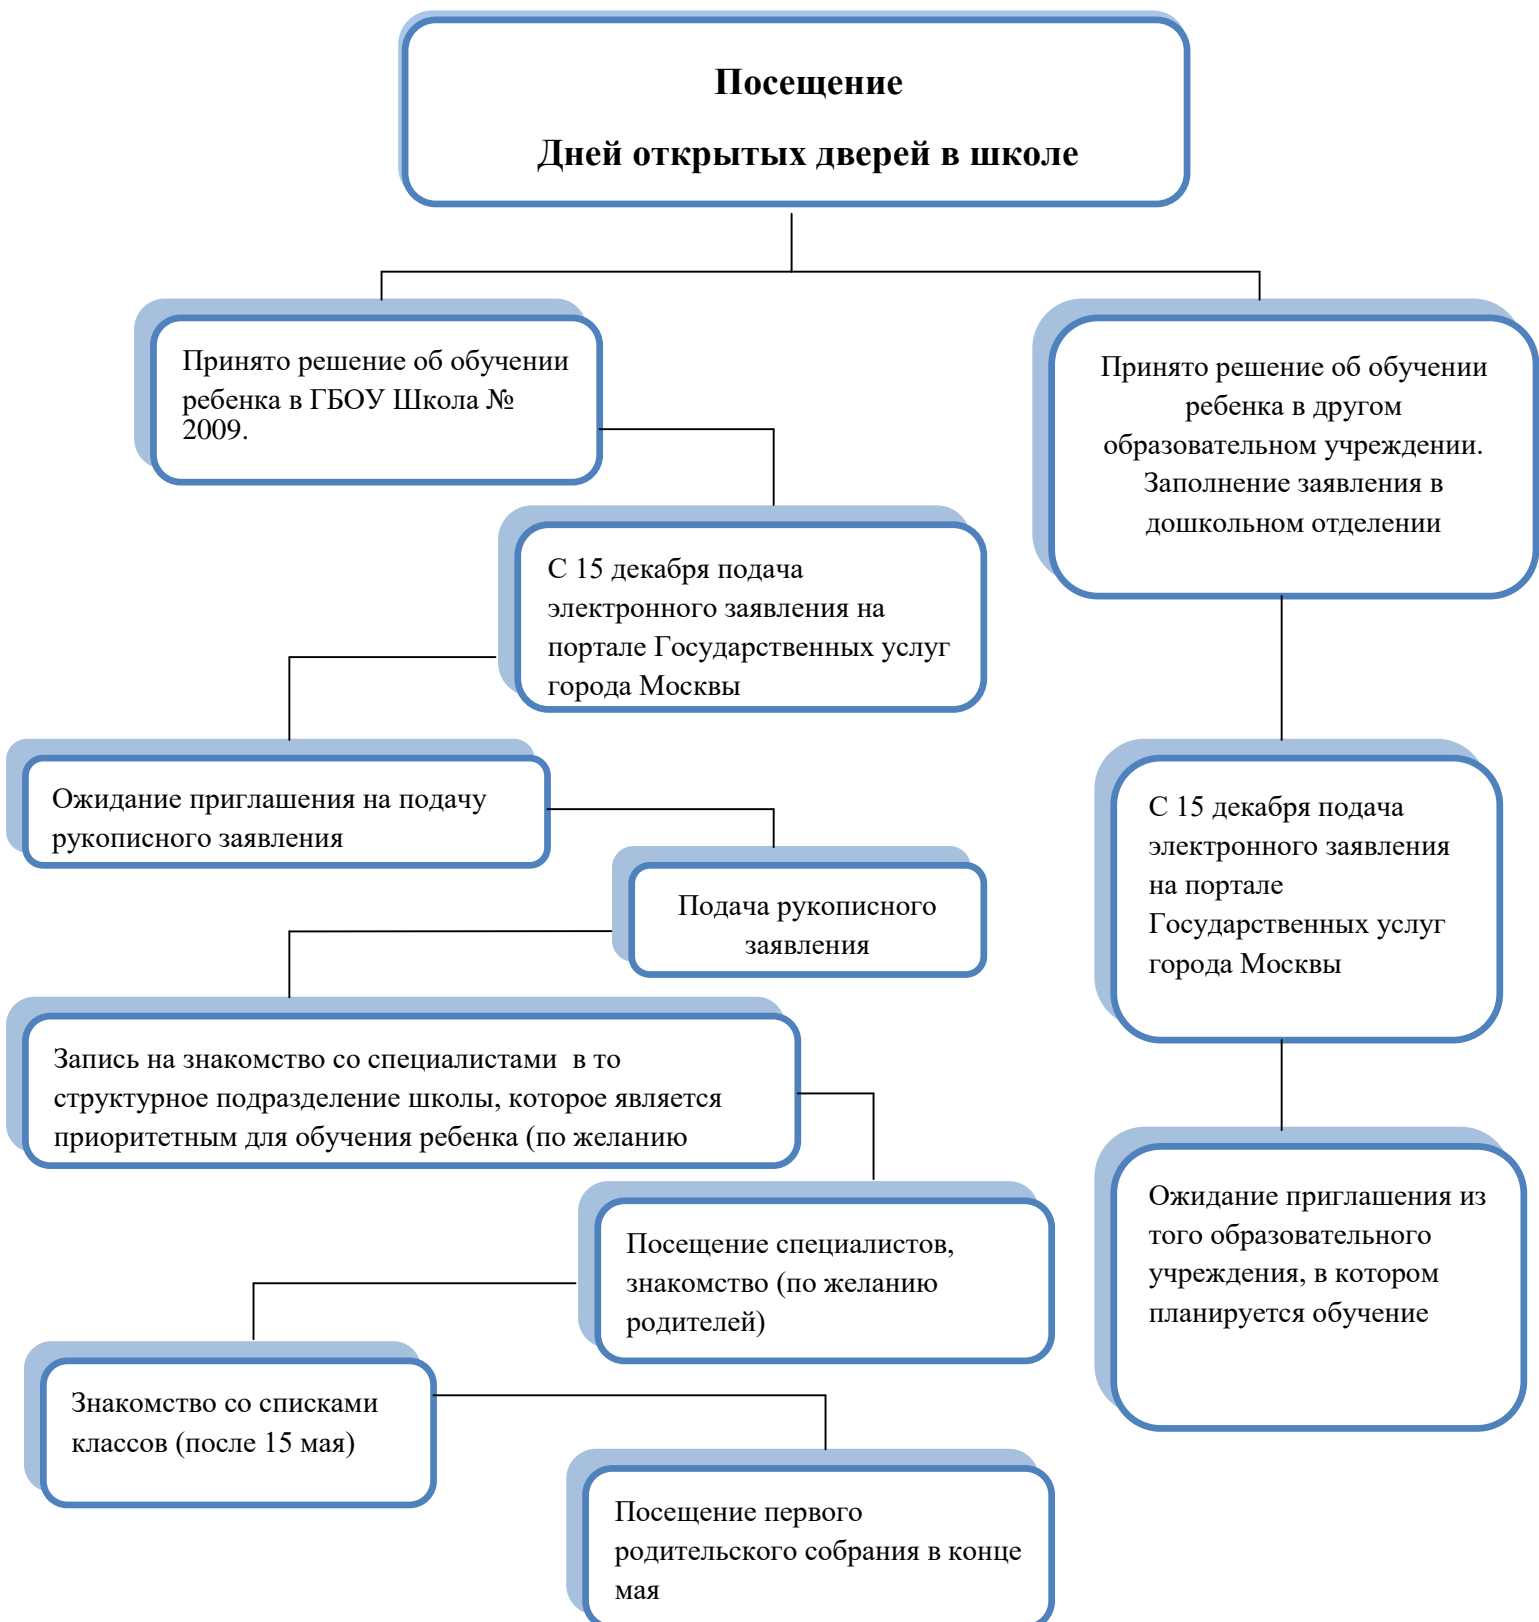 Посещение
Дней открытых дверей в школе
Принято решение об обучении
ребенка в ГБОУ Школа №
2009.
Принято решение об обучении
ребенка в другом
образовательном учреждении.
Заполнение заявления в
дошкольном отделении
С 15 декабря подача
электронного заявления на
портале Государственных услуг
города Москвы
Ожидание приглашения на подачу
рукописного заявления
С 15 декабря подача
электронного заявления
на портале
Государственных услуг
города Москвы
Подача рукописного
заявления
Запись на знакомство со специалистами в то
структурное подразделение школы, которое является
приоритетным для обучения ребенка (по желанию
Ожидание приглашения из
того образовательного
учреждения, в котором
планируется обучение
Посещение специалистов,
знакомство (по желанию
родителей)
Знакомство со списками
классов (после 15 мая)
Посещение первого
родительского собрания в конце
мая